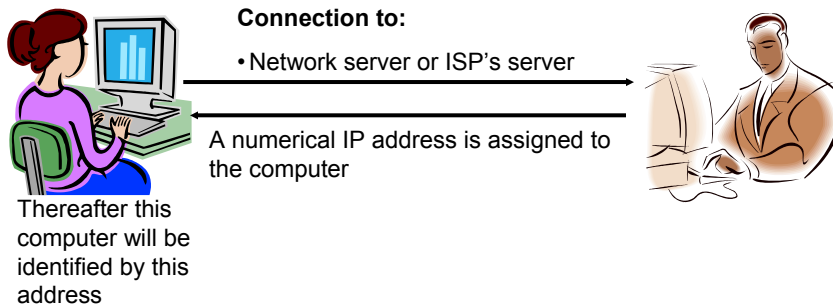 Connection to:
•Network server or ISP's server
A numerical IP address is assigned to
the computer
Thereafter this
computer will be
identified by this
address